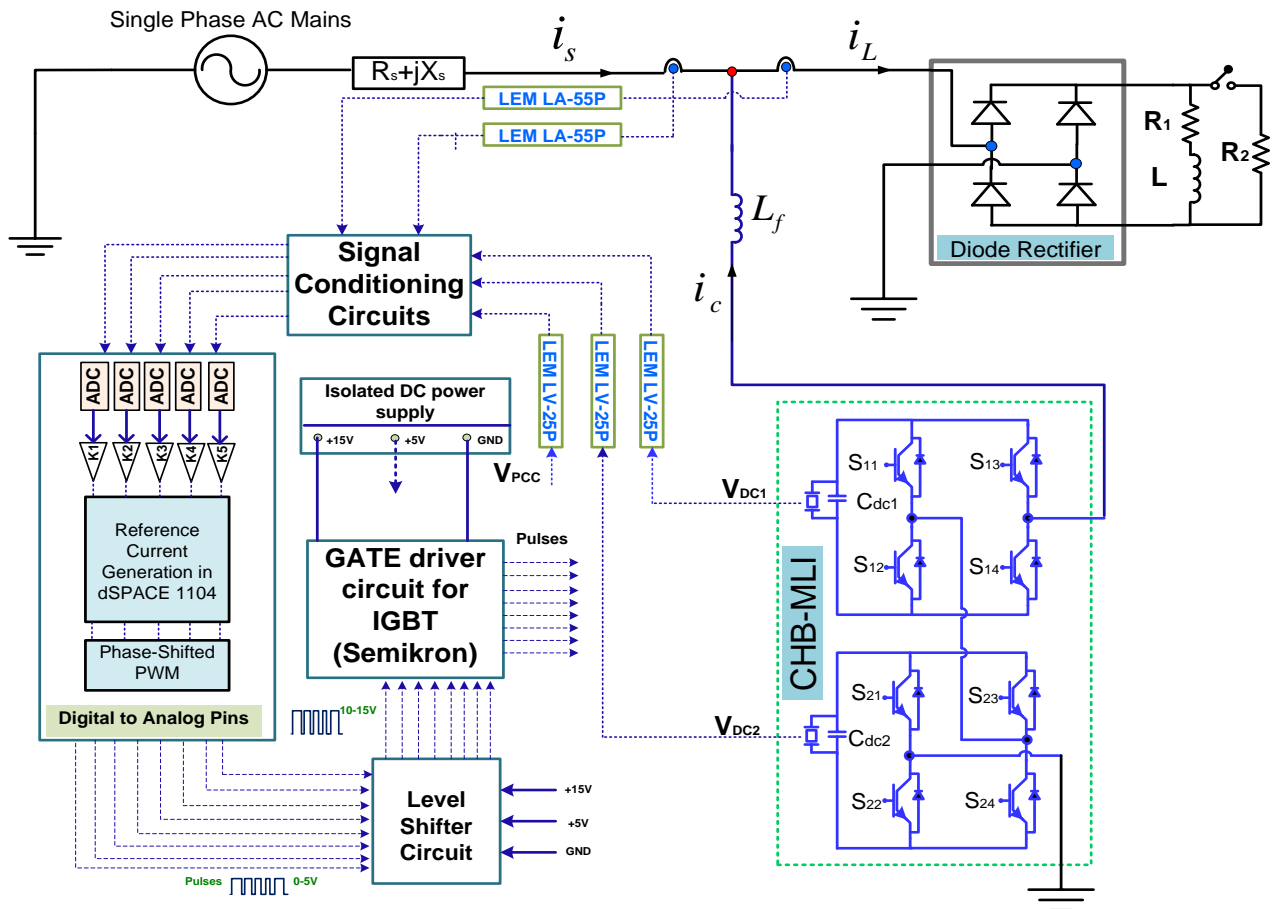 Single Phase AC Mains
Rs+jXs
is
iL
LEM LA-55P
LEM LA-55P
R1
L
R2
Diode Rectifier
Lf
ic
Signal
Conditioning
Circuits
LEM LV-25P
LEM LV-25P
LEM LV-25P
ADC
ADC
ADC
ADC
ADC
K1
K2
K3
K4
K5
Reference
Current
Generation in
dSPACE 1104
Phase-Shifted
PWM
Digital to Analog Pins
Isolated DC power
supply
+15V
+5V
GND
VPCC
VDC1
VDC2
GATE driver
circuit for
IGBT
(Semikron)
Pulses
10-15V
Level
Shifter
Circuit
+15V
+5V
GND
Pulses
0-5V
CHB-MLI
S11
S13
Cdc1
S12
S14
S21
S23
Cdc2
S22
S24